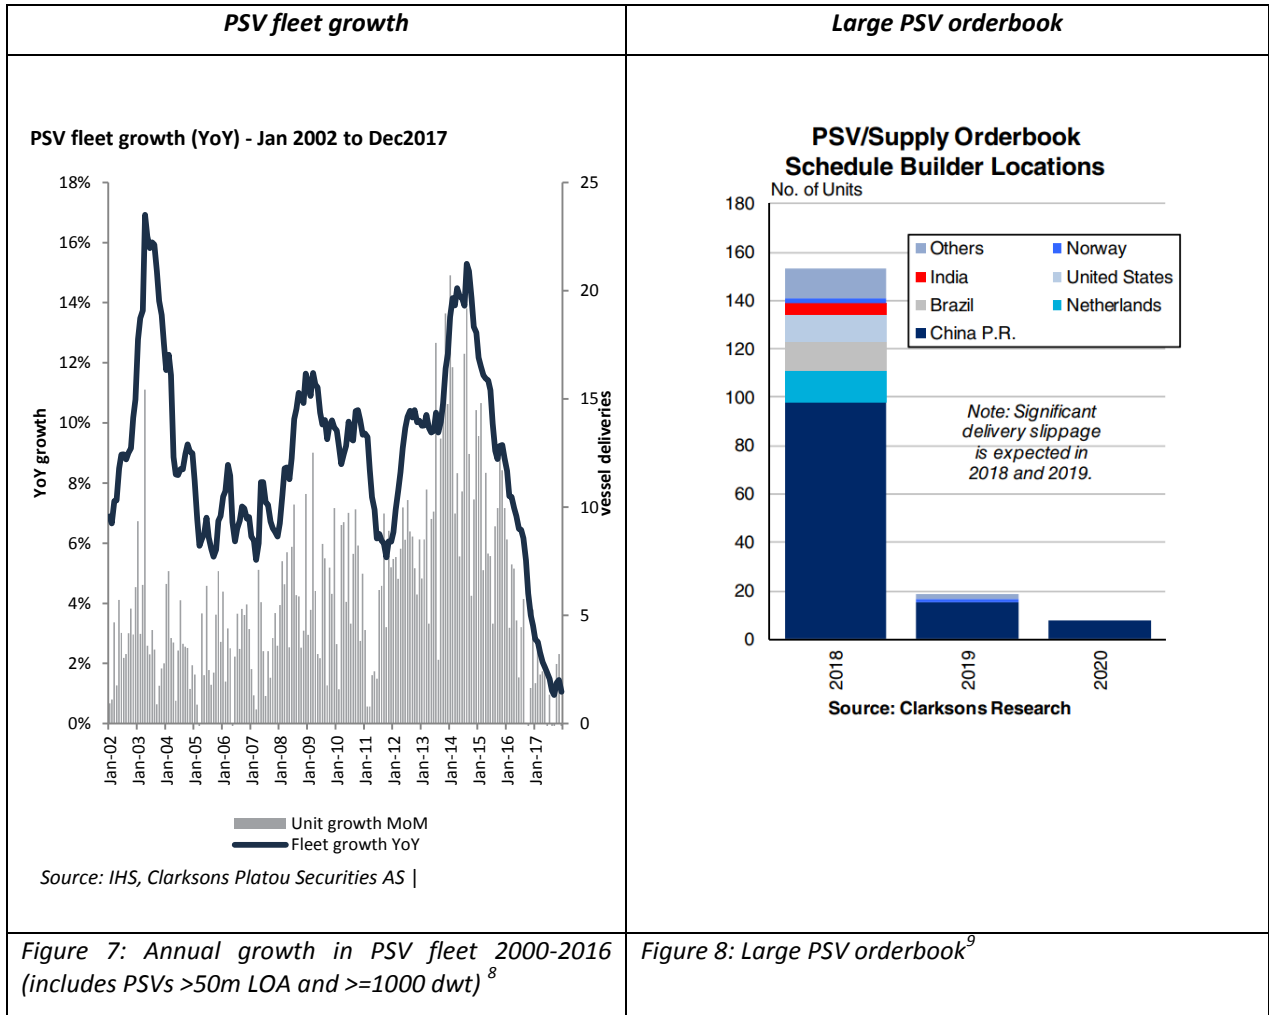 PSV fleet growth
Large PSV orderbook
PSV fleet growth (YoY) - Jan 2002 to Dec2017
18%
16%
14%
12%
10%
8%
6%
4%
2%
0%
YoY growth
25
20
15
10
5
0
vessel deliveries
Jan-02
Jan-03
Jan-04
Jan-05
Jan-06
Jan-07
Jan-08
Jan-09
Jan-10
Jan-11
Jan-12
Jan-13
Jan-14
Jan-15
Jan-16
Jan-17
Unit growth MoM
Fleet growth YoY
Source: IHS, Clarksons Platou Securities AS |
PSV/Supply Orderbook
Schedule Builder Locations
No. of Units
180
160
140
120
100
80
60
40
20
0
Others
Norway
India
United States
Brazil
Netherlands
China P.R.
Note: Significant
delivery slippage
is expected in
2018 and 2019.
2018
2019
2020
Source: Clarksons Research
Figure 7: Annual growth in PSV fleet 2000-2016
(includes PSVs >50m LOA and >=1000 dwt) 8
Figure 8: Large PSV orderbook9